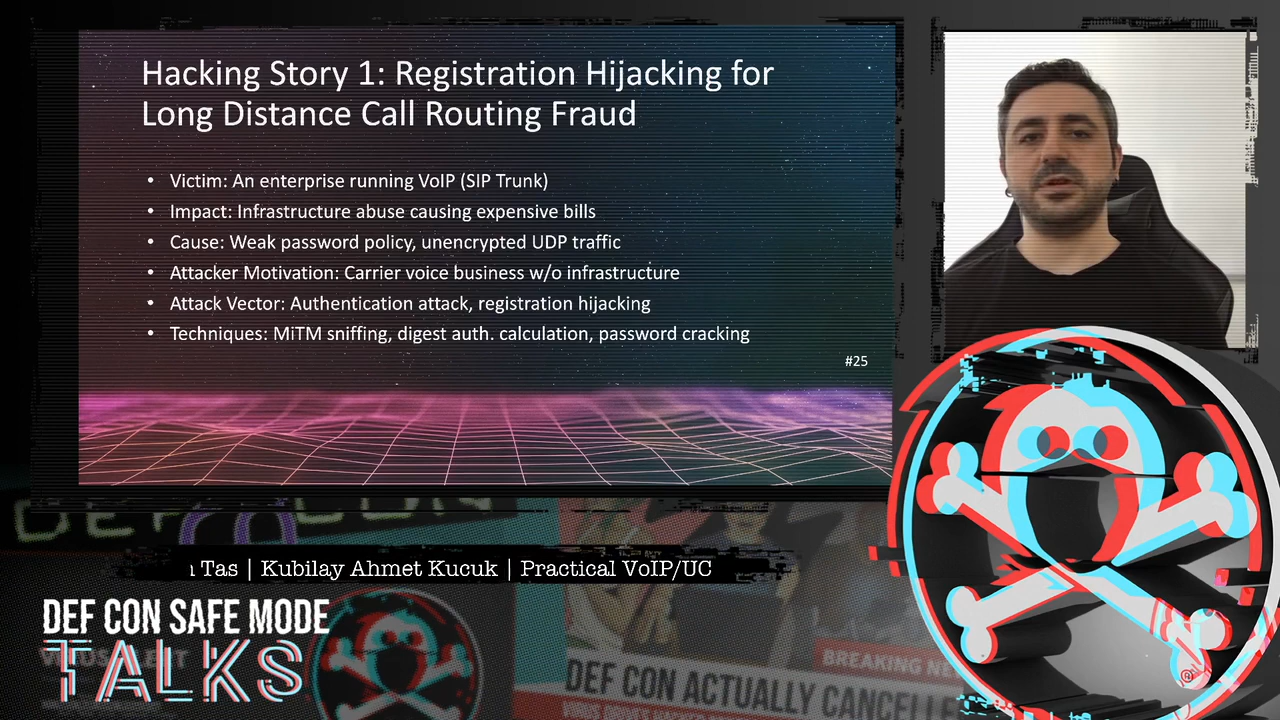 Hacking Story 1: Registration Hijacking for
Long Distance Call Routing Fraud
• Victim: An enterprise running VoIP (SIP Trunk)
• Impact: Infrastructure abuse causing expensive bills
• Cause: Weak password policy, unencrypted UDP traffic
• Attacker Motivation: Carrier voice business w/o infrastructure
• Attack Vector: Authentication attack, registration hijacking
• Techniques: MiTM sniffing, digest auth. calculation, password cracking
#25
DEF CON
Tas | Kubilay Ahmet Kucuk | Practical VoIP/UC
DEF CON SAFE MODE
TALKS
BREAKING NE
DEF CON ACTUALLY CANCELLE